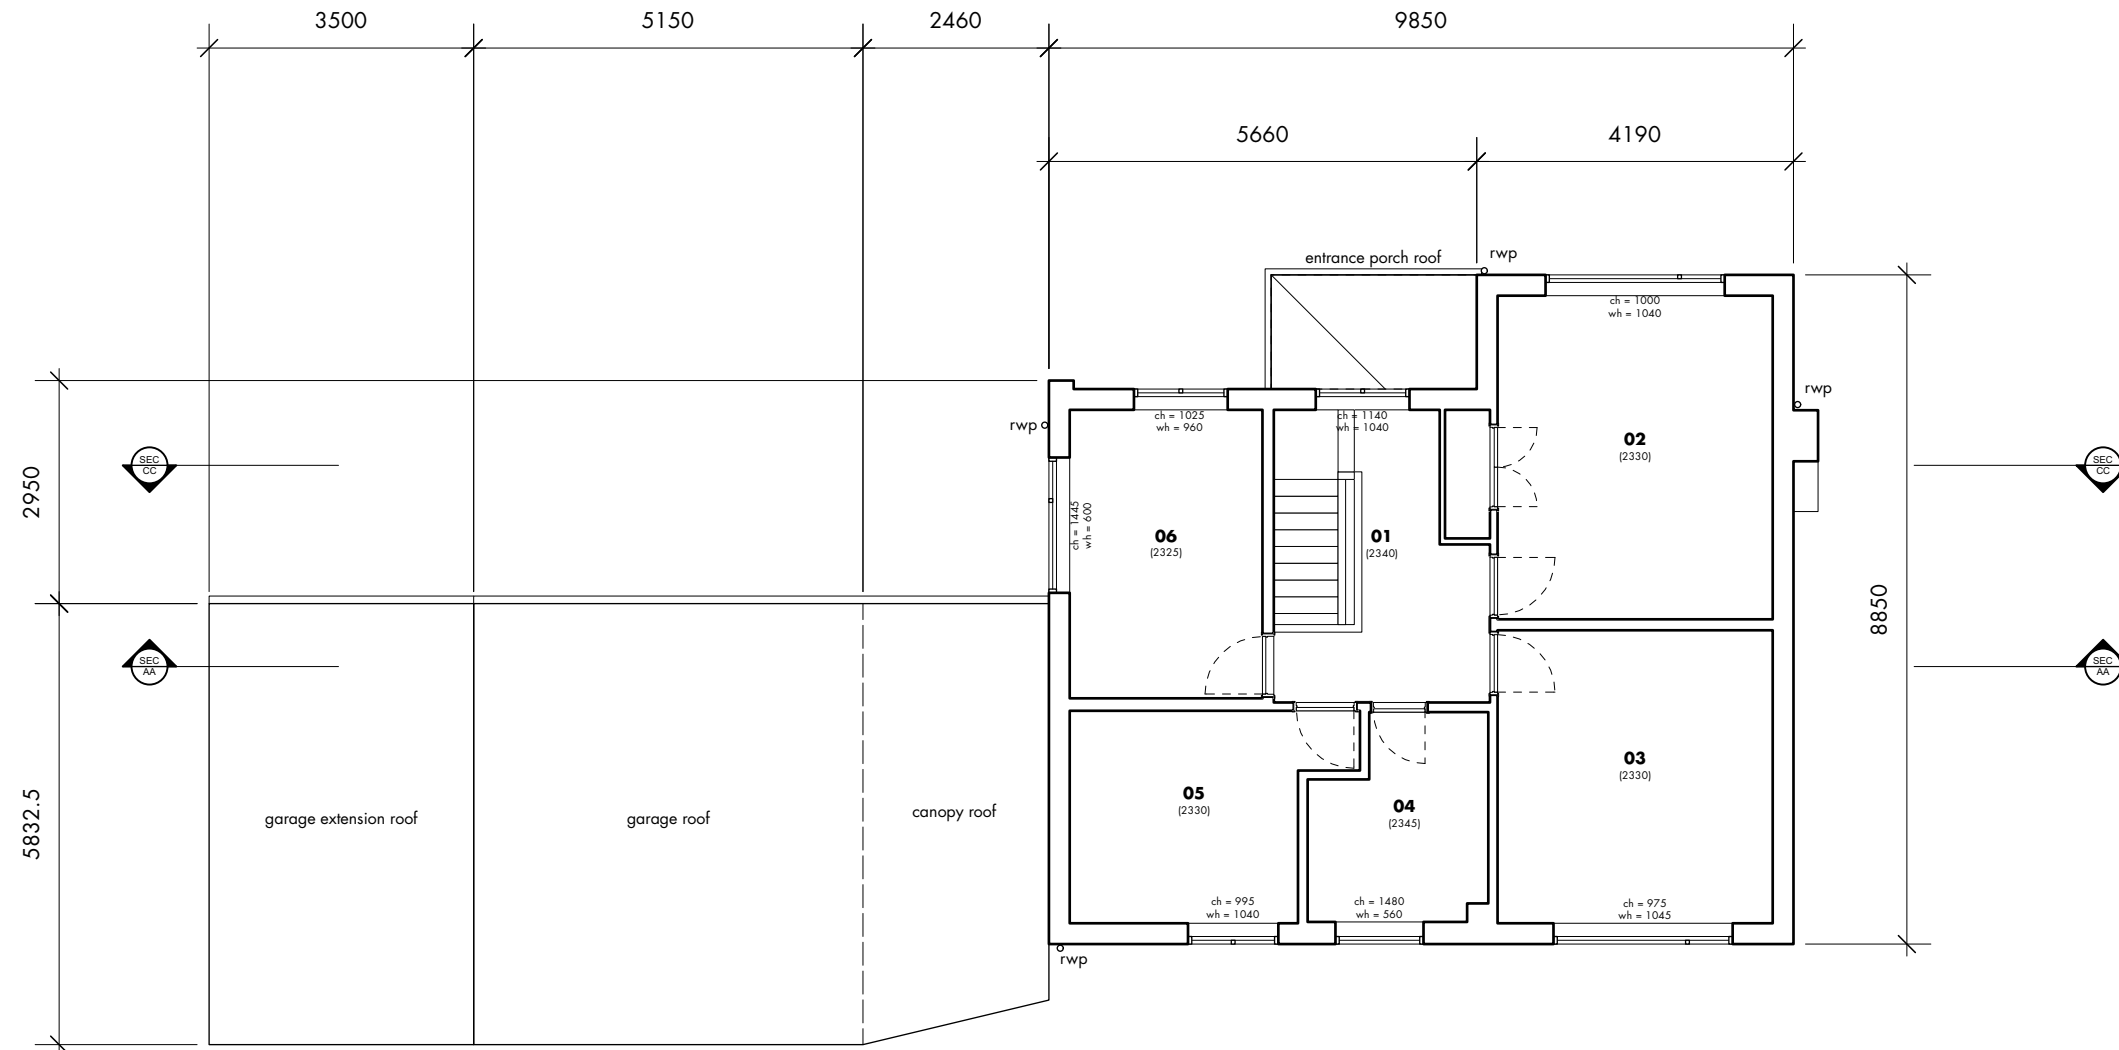 3500
5150
2460
9850
5660
4190
entrance porch roof
rwp
ch = 1000
wh = 1040
rwp
ch = 1025
wh = 960
ch = 1140
wh = 1040
rwp
02
(2330)
SEC
CC
SEC
CC
2950
ch = 1445
wh = 600
06
(2325)
01
(2340)
8850
SEC
AA
SEC
AA
03
(2330)
05
(2330)
04
(2345)
5832.5
garage extension roof
garage roof
canopy roof
ch = 995
wh = 1040
ch = 1480
wh = 560
ch = 975
wh = 1045
rwp